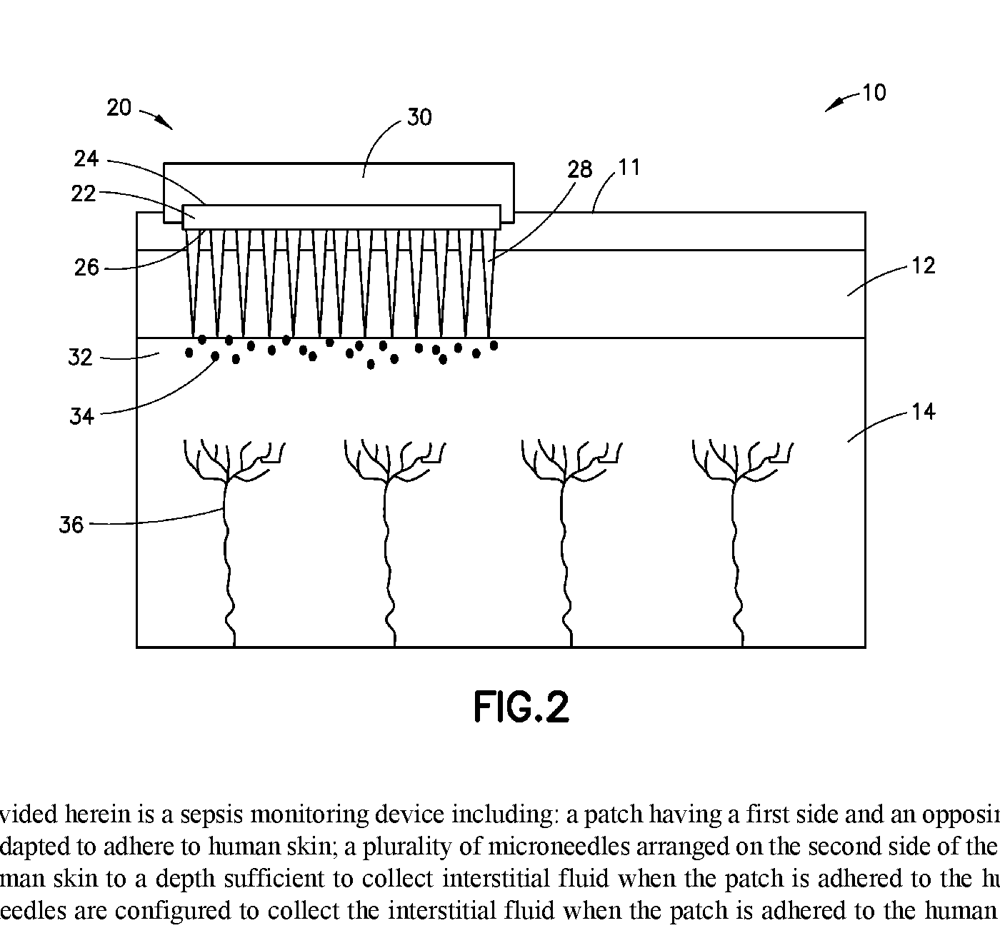 20
10
30
24
28
11
22
26
12
32
34
14
36
FIG.2
vided herein is a sepsis monitoring device including: a patch having a first side and an opposin
dapted to adhere to human skin; a plurality of microneedles arranged on the second side of the
man skin to a depth sufficient to collect interstitial fluid when the patch is adhered to the hu
eedles are configured to collect the interstitial fluid when the patch is adhered to the human